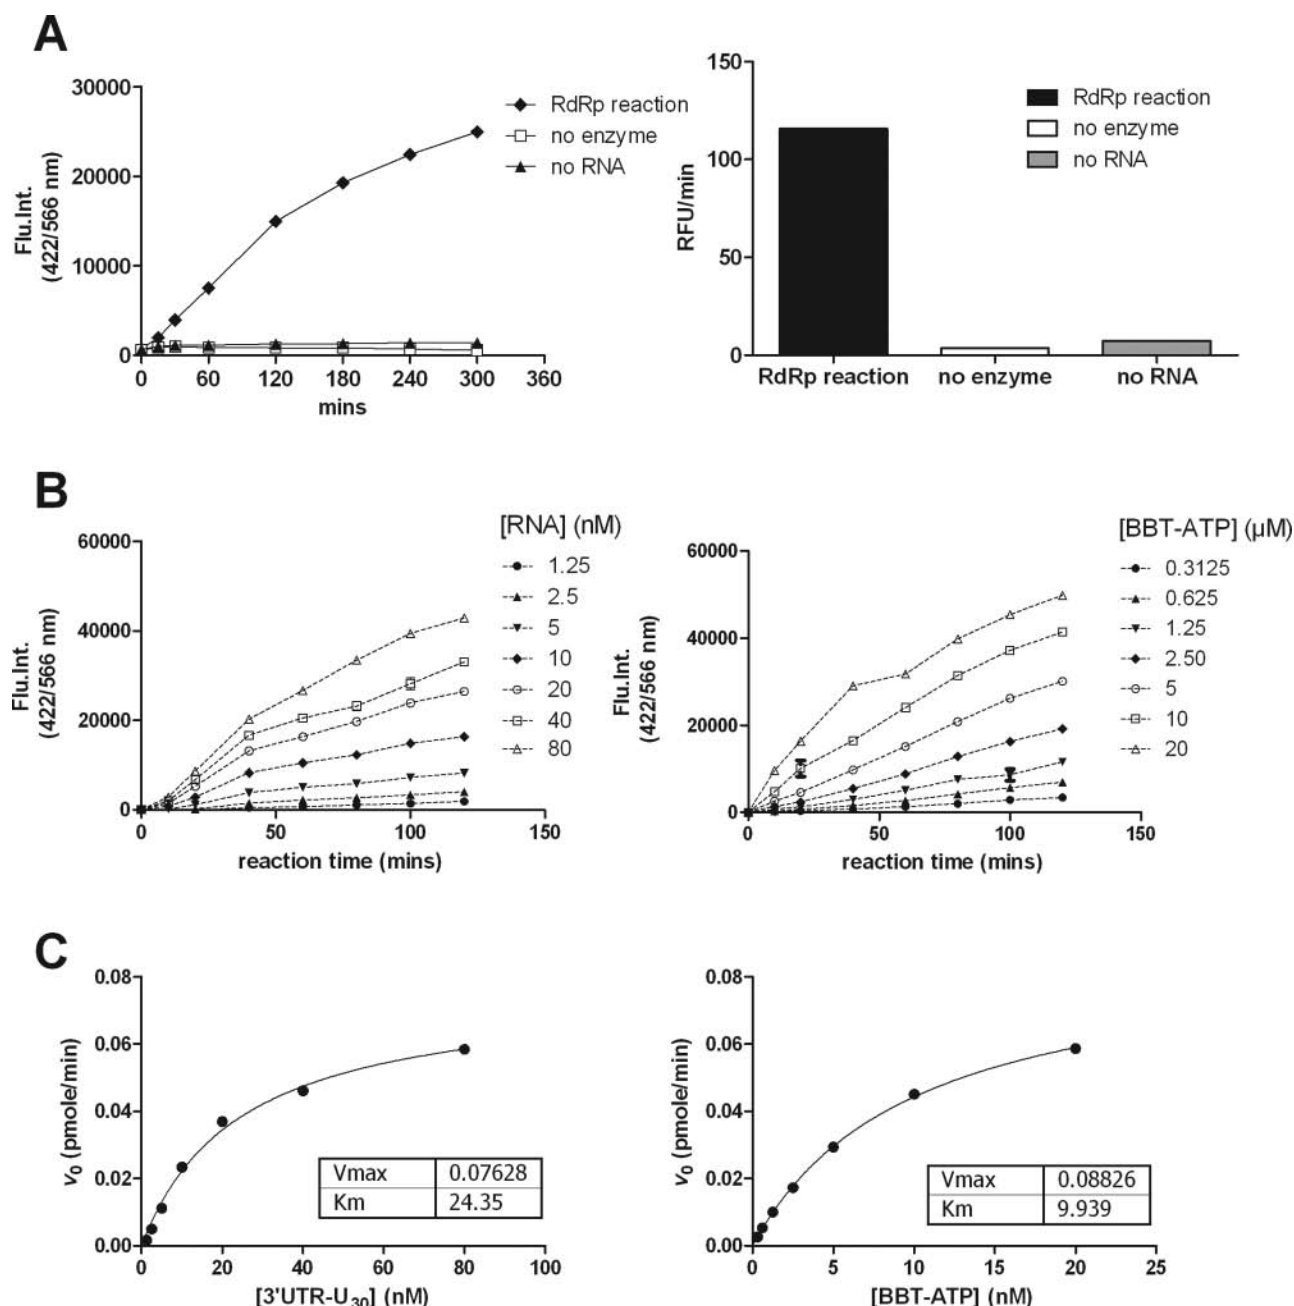 A
30000
20000
10000
0
Flu.Int.
(422/566 nm)
0 60 120 180 240 300 360
mins
RdRp reaction
no enzyme
no RNA
150
100
50
0
RFU/min
RdRp reaction
no enzyme
no RNA
RdRp reaction no enzyme no RNA
B
60000
40000
20000
0
Flu.Int.
(422/566 nm)
0 50 100 150
reaction time (mins)
[RNA] (nM)
1.25
2.5
5
10
20
40
80
60000
40000
20000
0
Flu.Int.
(422/566 nm)
0 50 100 150
reaction time (mins)
[BBT-ATP] (µM)
0.3125
0.625
1.25
2.50
5
10
20
C
0.08
0.06
0.04
0.02
0.00
v0 (pmole/min)
0 20 40 60 80 100
[3'UTR-U30] (nM)
Vmax 0.07628
Km 24.35
0.08
0.06
0.04
0.02
0.00
v0 (pmole/min)
0 5 10 15 20 25
[BBT-ATP] (nM)
Vmax 0.08826
Km 9.939